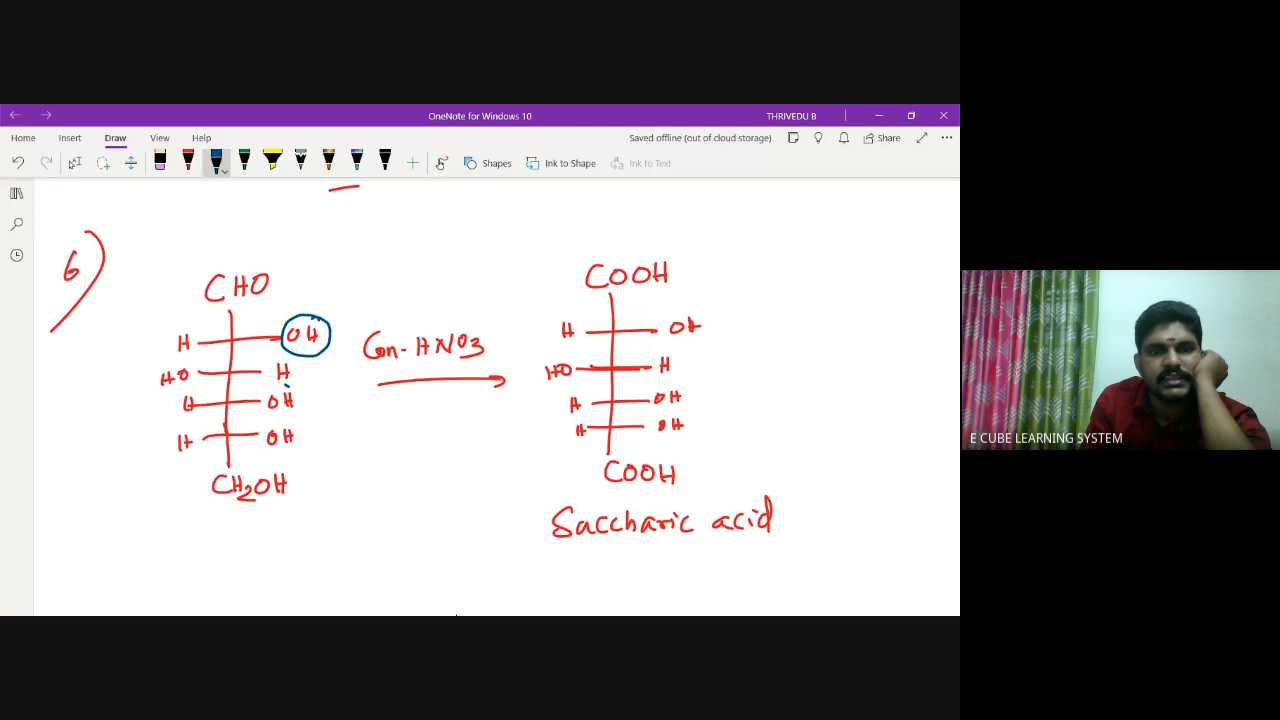 OneNote for Windows 10
THRIVEDU B
Home Insert Draw View Help
Saved offline (out of cloud storage)
Share
Shapes
Ink to Shape
Ink to Text
6)
CHO
H OH
HO H
H OH
H OH
CH2OH
Con- HNO3
COOH
H OH
HO H
H OH
H OH
COOH
Saccharic acid
E CUBE LEARNING SYSTEM